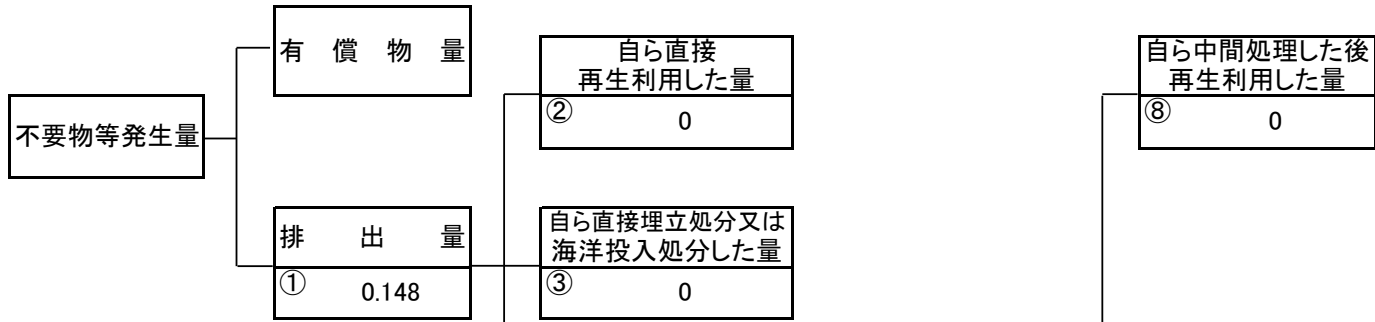 有償物量
自ら直接
再生利用した量
② 0
自ら中間処理した後
再生利用した量
⑧ 0
不要物等発生量
排出量
① 0.148
自ら直接埋立処分又は
海洋投入処分した量
③ 0